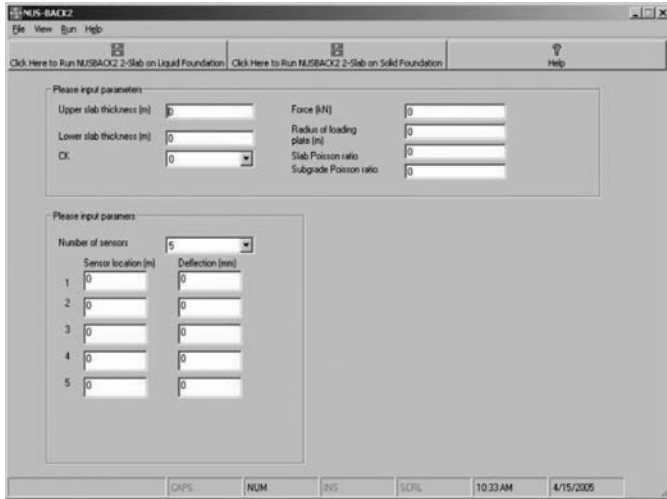 NUS-BACK2
File View Run Help
Click Here to Run NUSBACK2 2-Slab on Liquid Foundation
Click Here to Run NUSBACK2 2-Slab on Solid Foundation
Help
Please input parameters
Upper slab thickness (m) 0
Lower slab thickness (m) 0
CK 0
Force (kN) 0
Radius of loading
plate (m) 0
Slab Poisson ratio 0
Subgrade Poisson ratio 0
Please input paramers
Number of sensors 5
Sensor location (m) Deflection (mm)
1 0 0
2 0 0
3 0 0
4 0 0
5 0 0
CAPS NUM INS SCRL 10:33 AM 4/15/2005